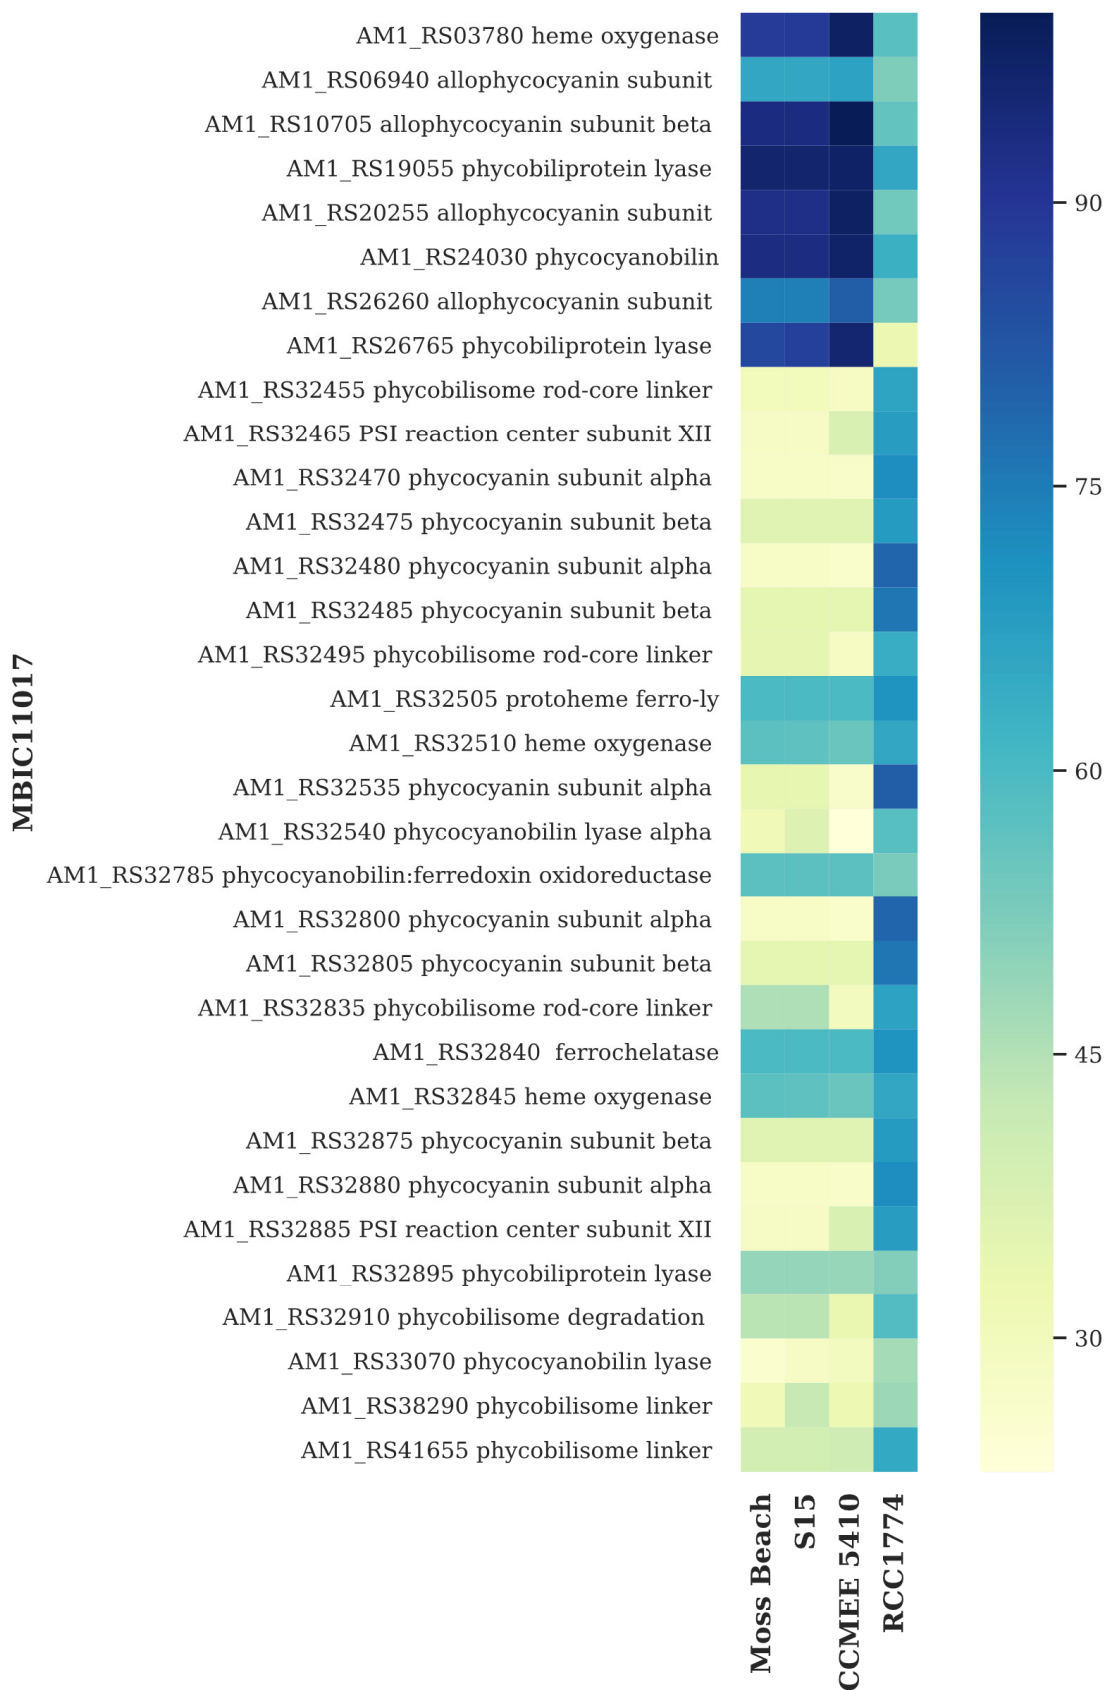 AM1_RS03780 heme oxygenase
AM1_RS06940 allophycocyanin subunit
AM1_RS10705 allophycocyanin subunit beta
AM1_RS19055 phycobiliprotein lyase
AM1_RS20255 allophycocyanin subunit
AM1_RS24030 phycocyanobilin
AM1_RS26260 allophycocyanin subunit
AM1_RS26765 phycobiliprotein lyase
AM1_RS32455 phycobilisome rod-core linker
AM1_RS32465 PSI reaction center subunit XII
AM1_RS32470 phycocyanin subunit alpha
AM1_RS32475 phycocyanin subunit beta
AM1_RS32480 phycocyanin subunit alpha
AM1_RS32485 phycocyanin subunit beta
AM1_RS32495 phycobilisome rod-core linker
AM1_RS32505 protoheme ferro-ly
AM1_RS32510 heme oxygenase
AM1_RS32535 phycocyanin subunit alpha
AM1_RS32540 phycocyanobilin lyase alpha
AM1_RS32785 phycocyanobilin:ferredoxin oxidoreductase
AM1_RS32800 phycocyanin subunit alpha
AM1_RS32805 phycocyanin subunit beta
AM1_RS32835 phycobilisome rod-core linker
AM1_RS32840 ferrochelatase
AM1_RS32845 heme oxygenase
AM1_RS32875 phycocyanin subunit beta
AM1_RS32880 phycocyanin subunit alpha
AM1_RS32885 PSI reaction center subunit XII
AM1_RS32895 phycobiliprotein lyase
AM1_RS32910 phycobilisome degradation
AM1_RS33070 phycocyanobilin lyase
AM1_RS38290 phycobilisome linker
AM1_RS41655 phycobilisome linker
MBIC11017
Moss Beach
S15
CCMEE 5410
RCC1774
90
75
60
45
30